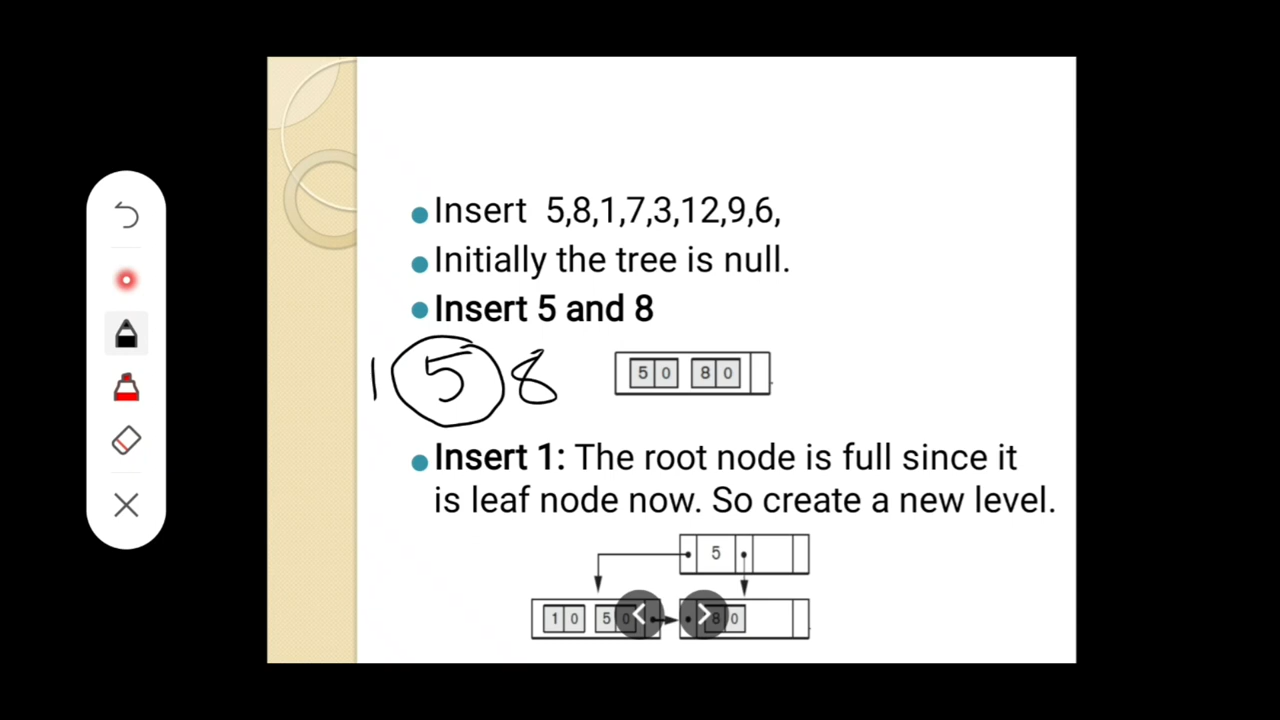 Insert 5,8,1,7,3,12,9,6,
Initially the tree is null.
Insert 5 and 8
1 5 8
5 0 8 0
Insert 1: The root node is full since it
is leaf node now. So create a new level.
5
1 0 5 0 8 0